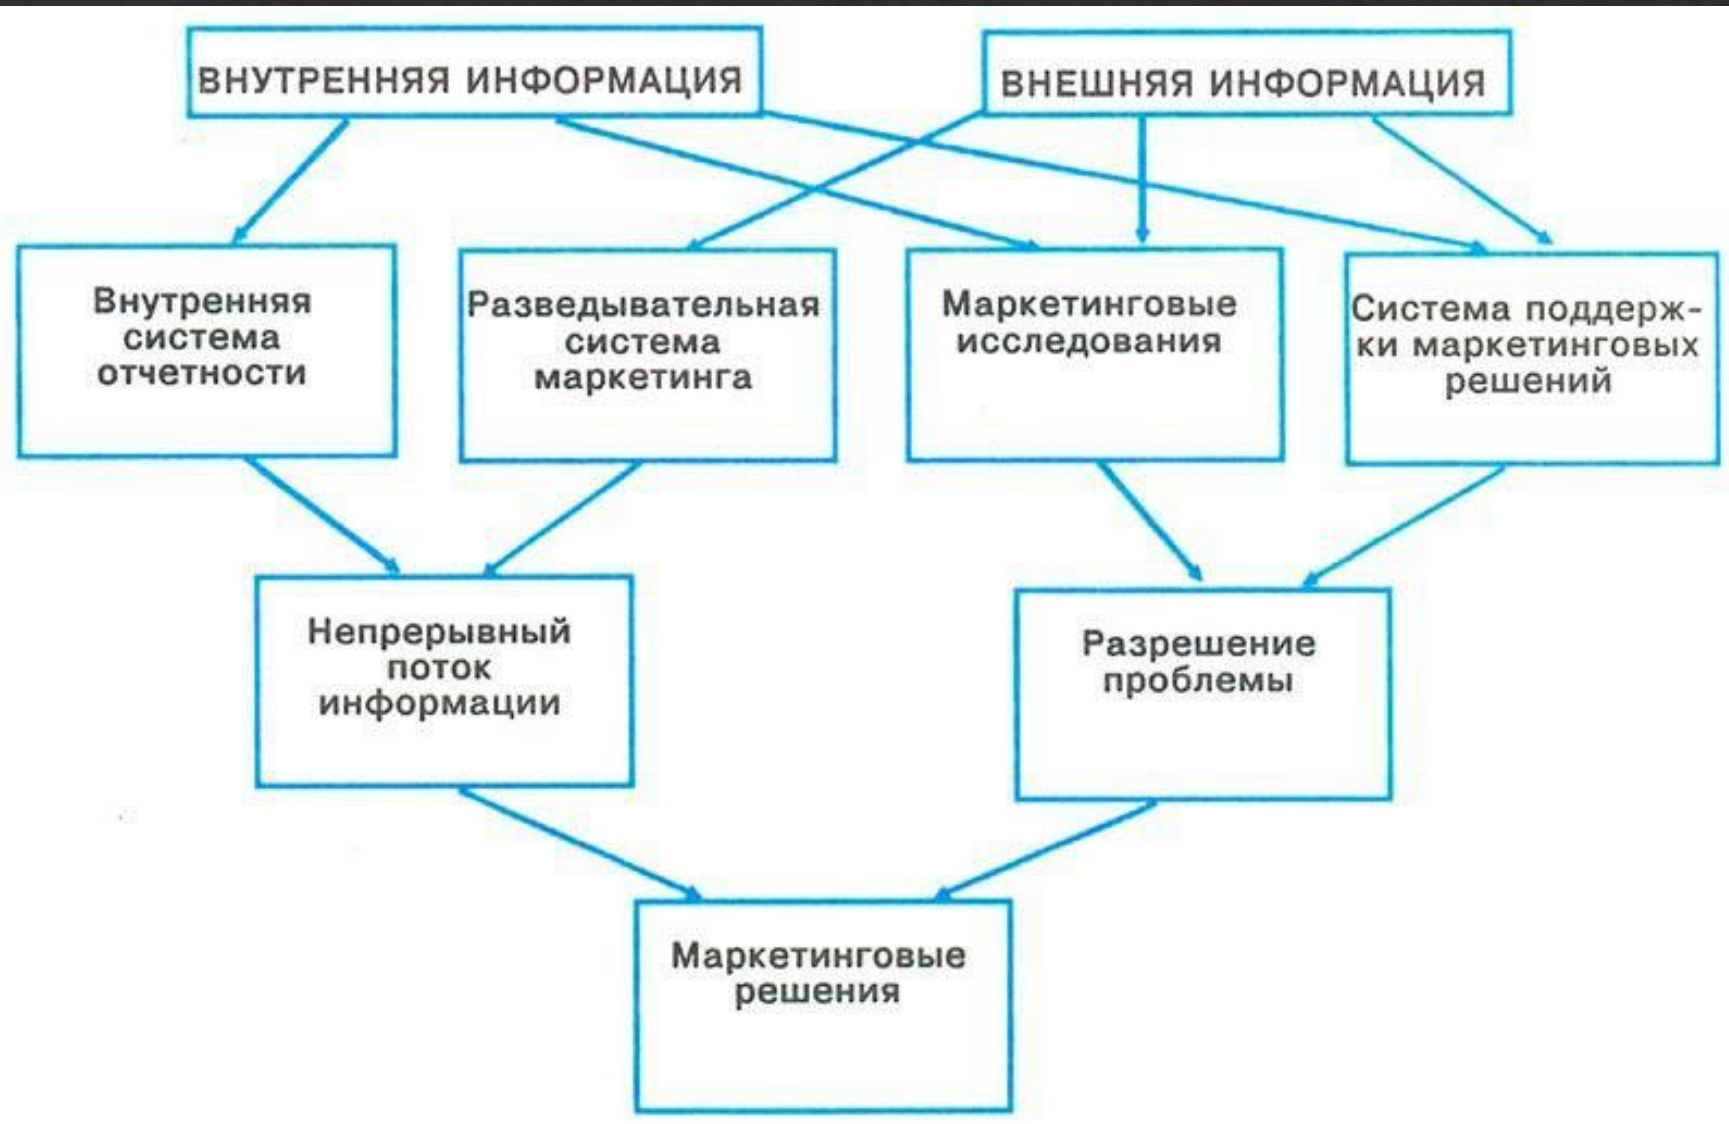 ВНУТРЕННЯЯ ИНФОРМАЦИЯ
ВНЕШНЯЯ ИНФОРМАЦИЯ
Внутренняя
система
отчетности
Разведывательная
система
маркетинга
Маркетинговые
исследования
Система поддерж-
ки маркетинговых
решений
Непрерывный
поток
информации
Разрешение
проблемы
Маркетинговые
решения